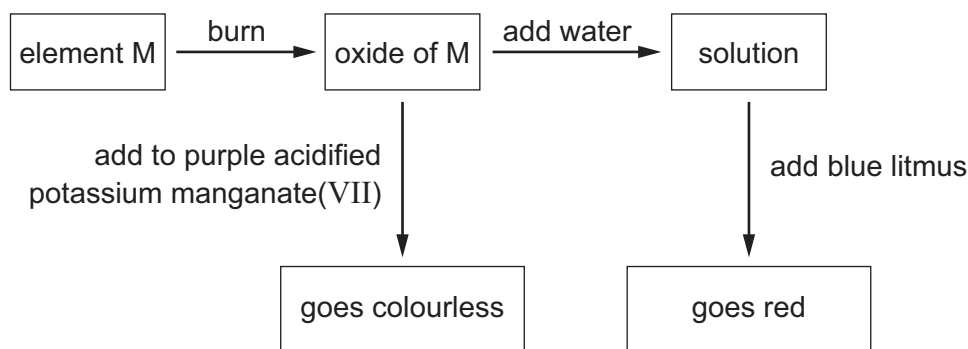 element M
burn
oxide of M
add water
solution
add to purple acidified
potassium manganate(VII)
add blue litmus
goes colourless
goes red